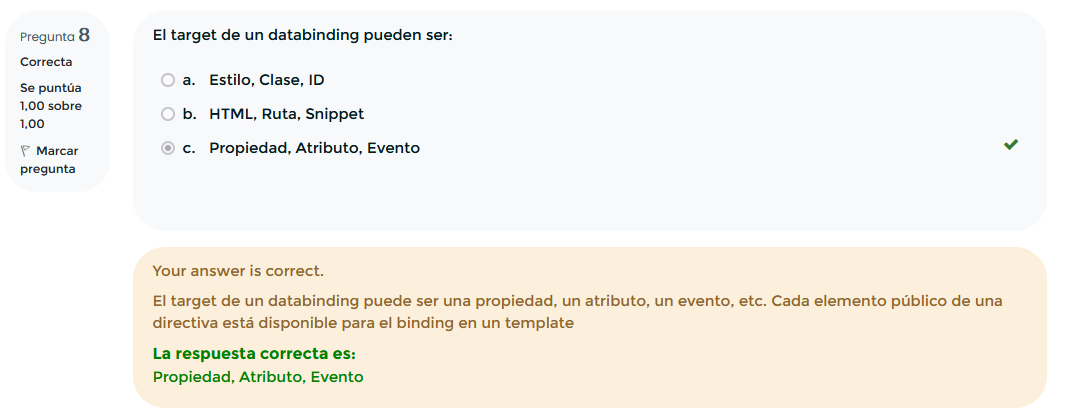 Pregunta 8
Correcta
Se puntúa
1,00 sobre
1,00
Marcar
pregunta
El target de un databinding pueden ser:
a. Estilo, Clase, ID
b. HTML, Ruta, Snippet
c. Propiedad, Atributo, Evento
Your answer is correct.
El target de un databinding puede ser una propiedad, un atributo, un evento, etc. Cada elemento público de una
directiva está disponible para el binding en un template
La respuesta correcta es:
Propiedad, Atributo, Evento